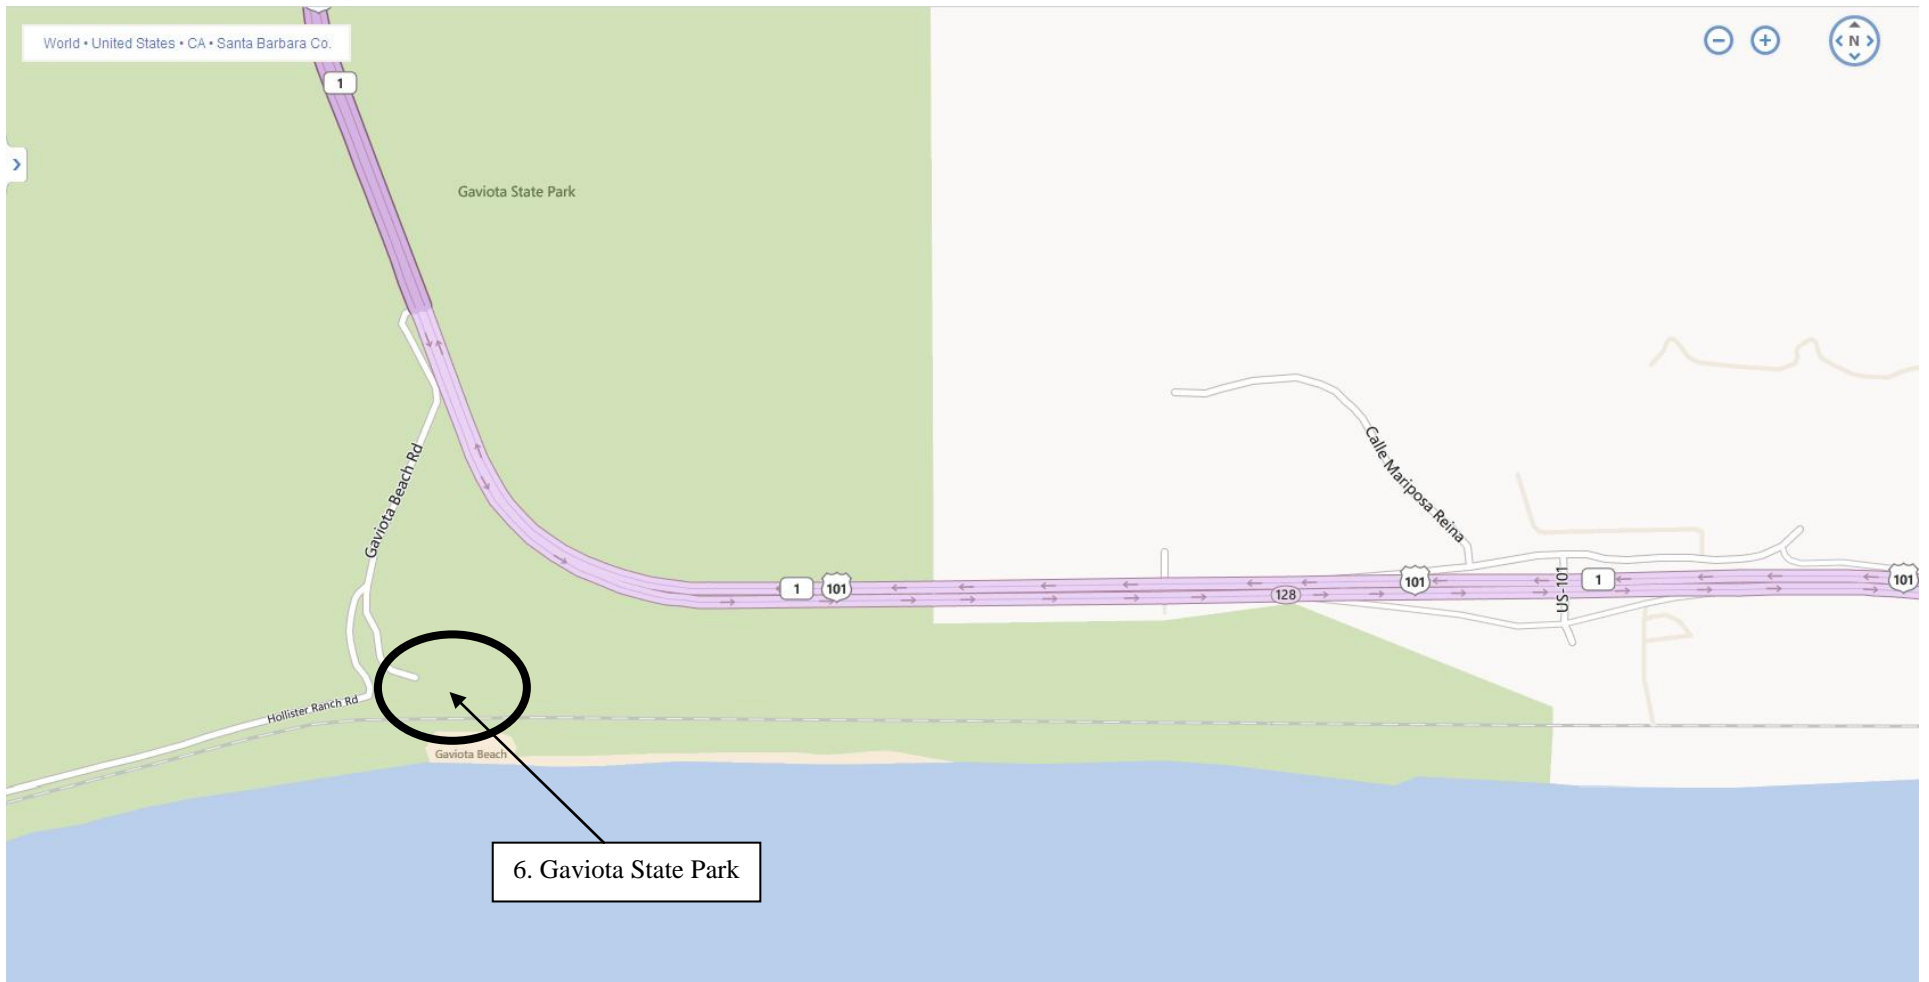 World • United States • CA • Santa Barbara Co.
N
1
Gaviota State Park
Calle Mariposa Reina
Gaviota Beach Rd
1
101
128
101
US-101
1
101
Hollister Ranch Rd
Gaviota Beach
6. Gaviota State Park